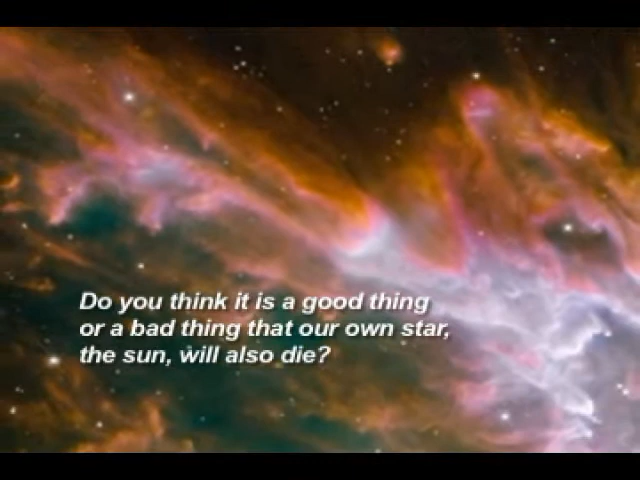 Do you think it is a good thing
or a bad thing that our own star,
the sun, will also die?